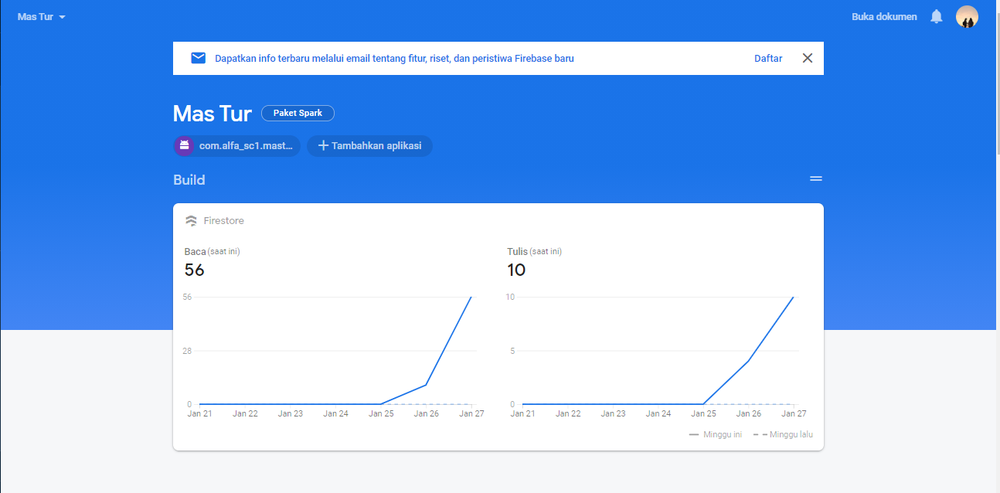 Mas Tur
Buka dokumen
Dapatkan info terbaru melalui email tentang fitur, riset, dan peristiwa Firebase baru
Daftar
Mas Tur
Paket Spark
com.alfa_sc1.mast...
Tambahkan aplikasi
Build
Firestore
Baca (saat ini)
56
56
28
0
Jan 21 Jan 22 Jan 23 Jan 24 Jan 25 Jan 26 Jan 27
Tulis (saat ini)
10
10
5
0
Jan 21 Jan 22 Jan 23 Jan 24 Jan 25 Jan 26 Jan 27
Minggu ini Minggu lalu